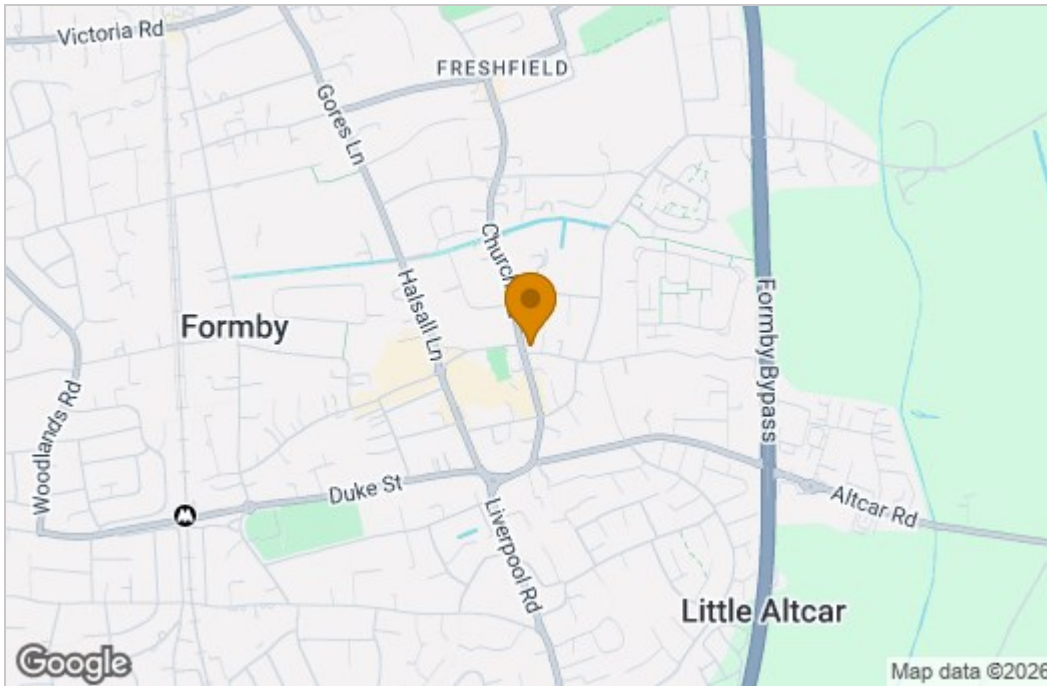 Victoria Rd
FRESHFIELD
Gores Ln
Church
Halsall Ln
Formby
Formby Bypass
Woodlands Rd
Duke St
Altcar Rd
Liverpool Rd
Little Altcar
Google
Map data ©2026